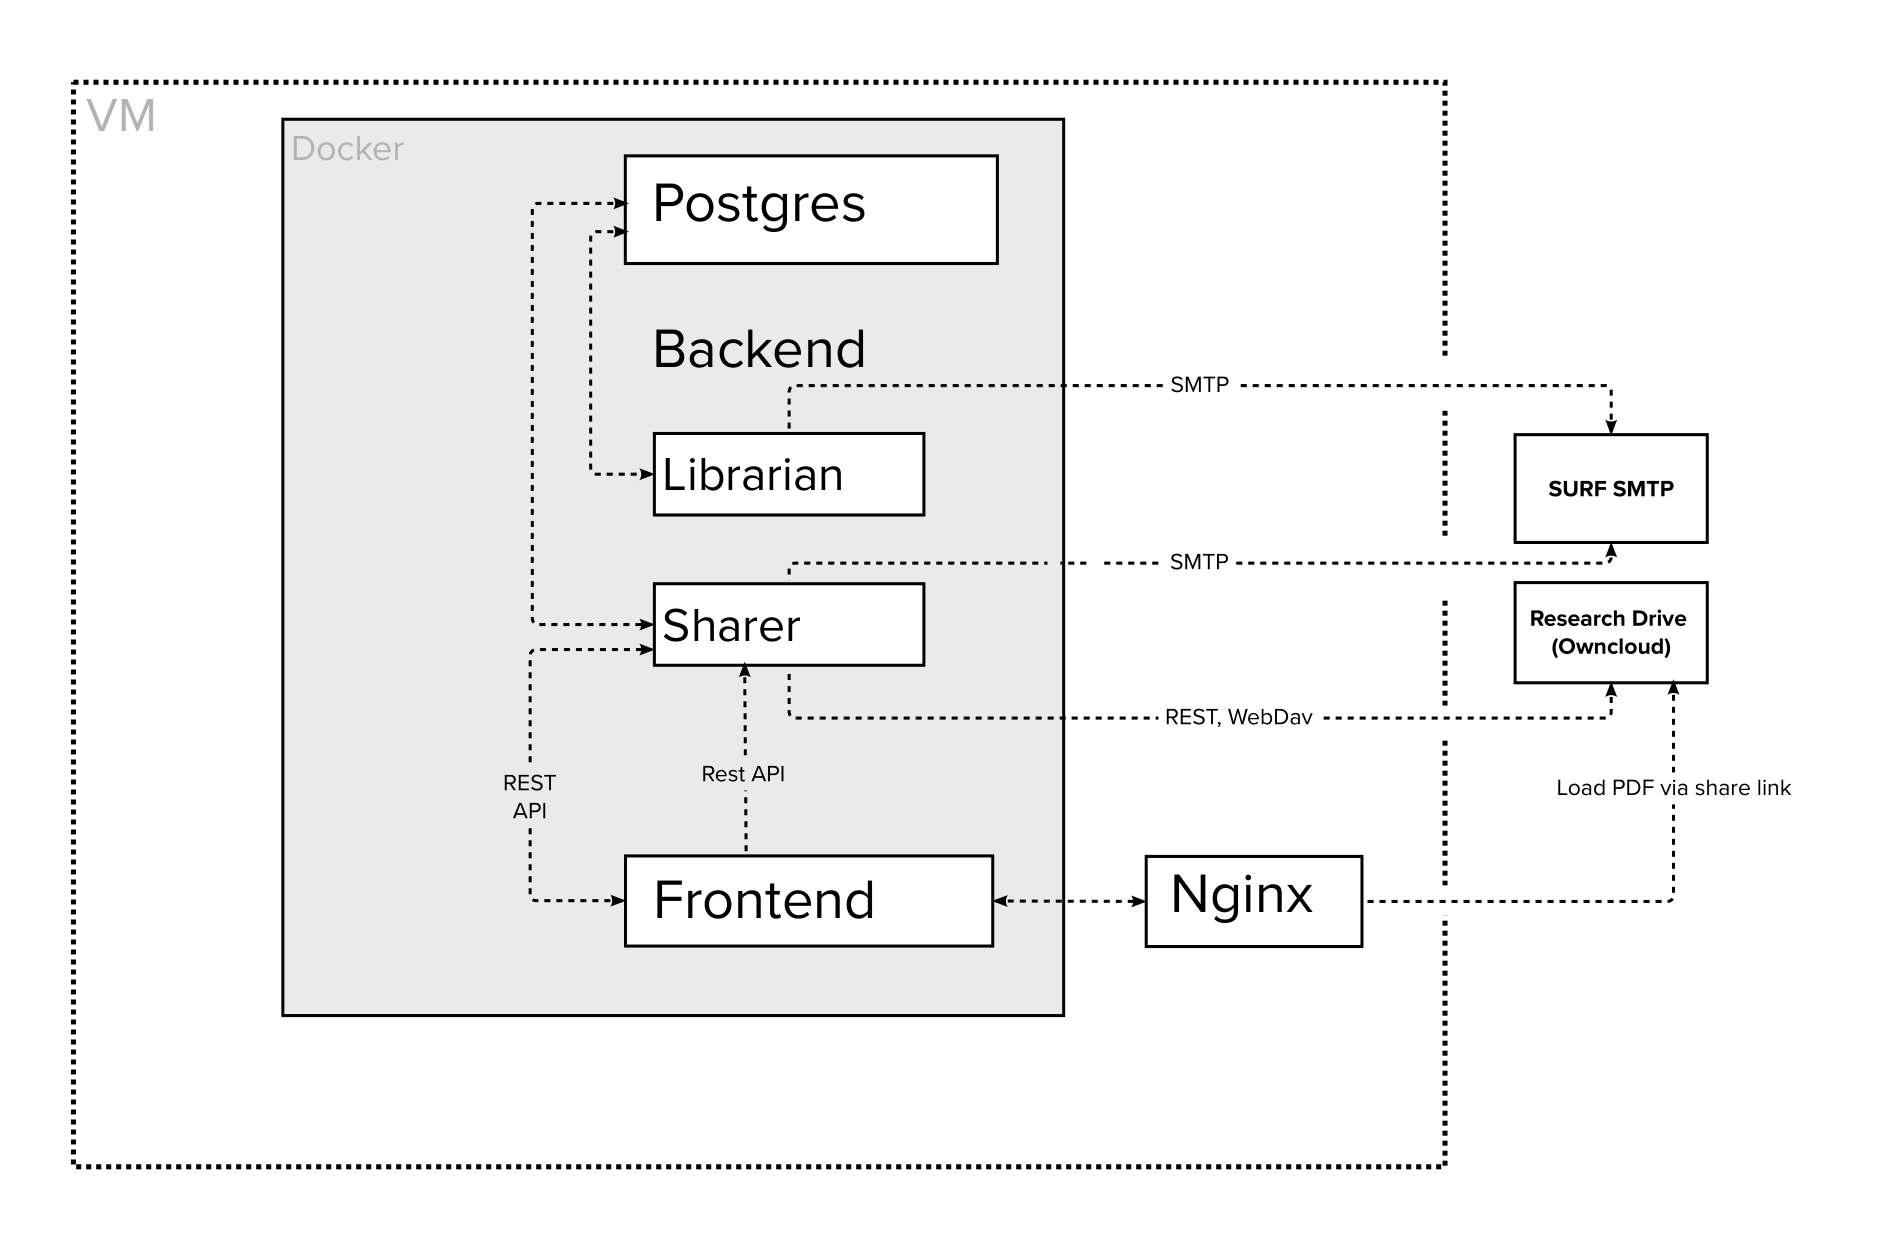 VM
Docker
Postgres
Backend
SMTP
Librarian
SURF SMTP
SMTP
Sharer
Research Drive
(Owncloud)
REST, WebDav
Rest API
REST
API
Load PDF via share link
Frontend
Nginx